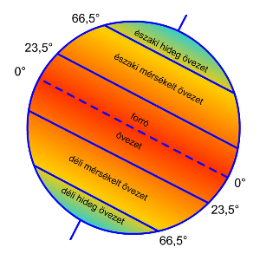 66,5°
északi hideg övezet
23,5°
északi mérsékelt övezet
0°
forró
övezet
déli mérsékelt övezet
0°
déli hideg övezet
23,5°
66,5°